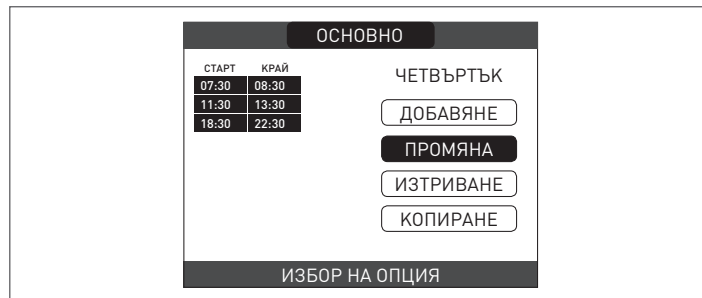 ОСНОВНО
СТАРТ КРАЙ
07:30 08:30
11:30 13:30
18:30 22:30
ЧЕТВЪРТЪК
ДОБАВЯНЕ
ПРОМЯНА
ИЗТРИВАНЕ
КОПИРАНЕ
ИЗБОР НА ОПЦИЯ